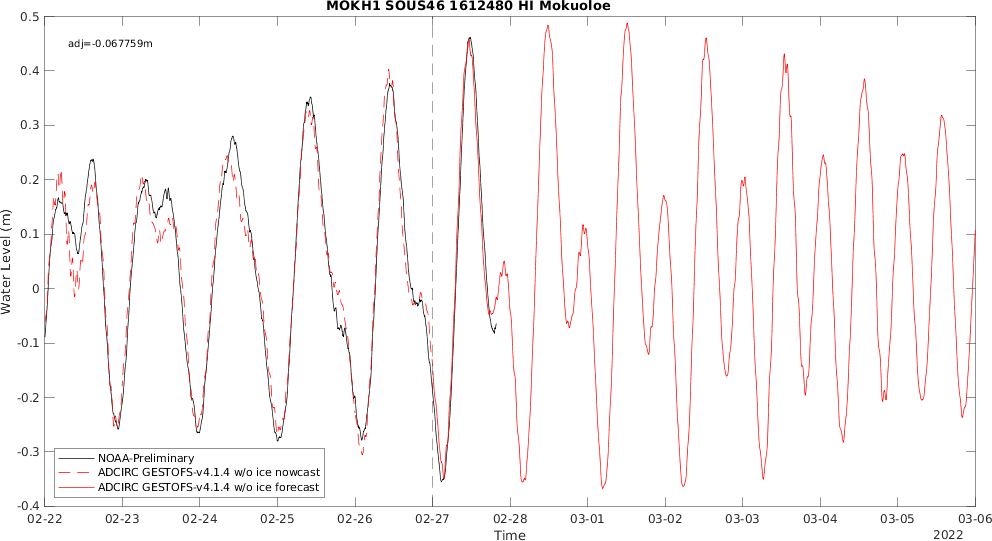 MOKH1 SOUS46 1612480 HI Mokuoloe
adj=-0.067759m
0.5
0.4
0.3
0.2
0.1
0
-0.1
-0.2
-0.3
-0.4
Water Level (m)
NOAA-Preliminary
ADCIRC GESTOFS-v4.1.4 w/o ice nowcast
ADCIRC GESTOFS-v4.1.4 w/o ice forecast
02-22 02-23 02-24 02-25 02-26 02-27 02-28 03-01 03-02 03-03 03-04 03-05 03-06
Time
2022